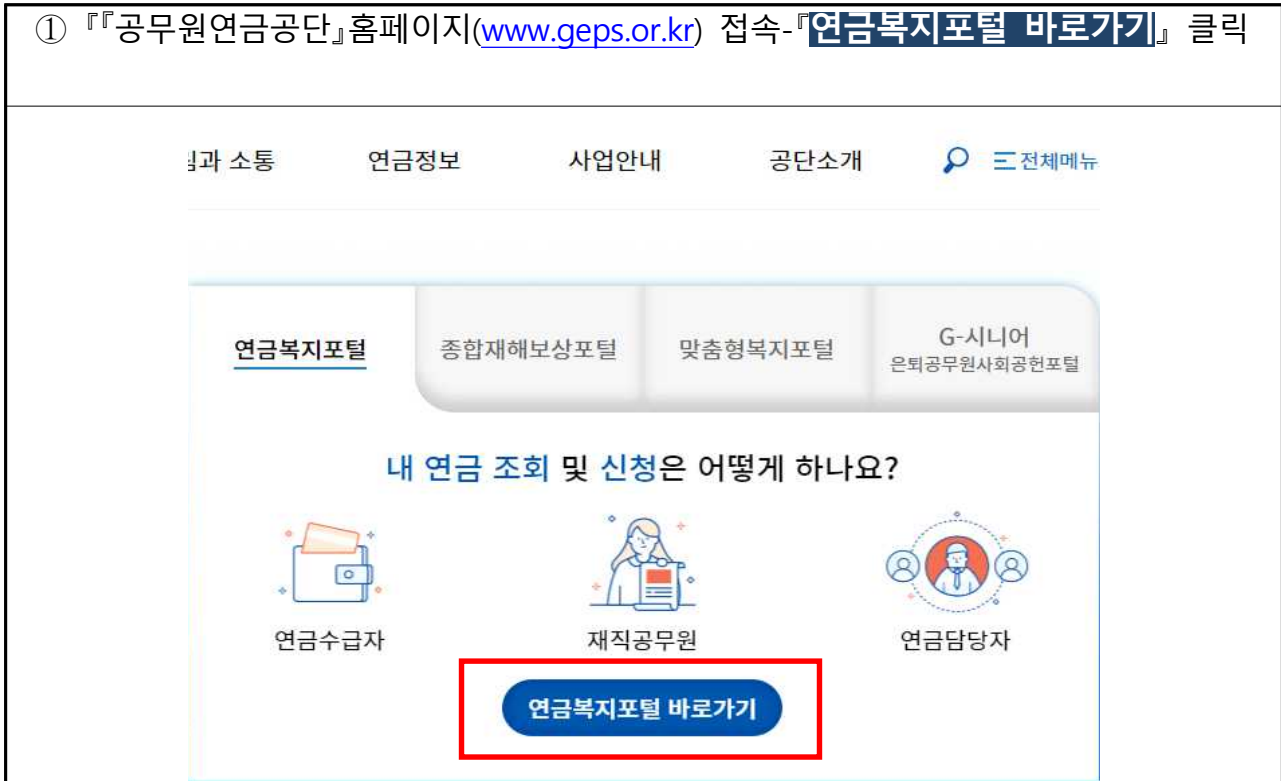 ① 『『공무원연금공단』홈페이지(www.geps.or.kr) 접속-『연금복지포털 바로가기』 클릭
과 소통 연금정보 사업안내 공단소개 전체메뉴
연금복지포털 종합재해보상포털 맞춤형복지포털 G-시니어
은퇴공무원사회공헌포털
내 연금 조회 및 신청은 어떻게 하나요?
연금수급자 재직공무원 연금담당자
연금복지포털 바로가기